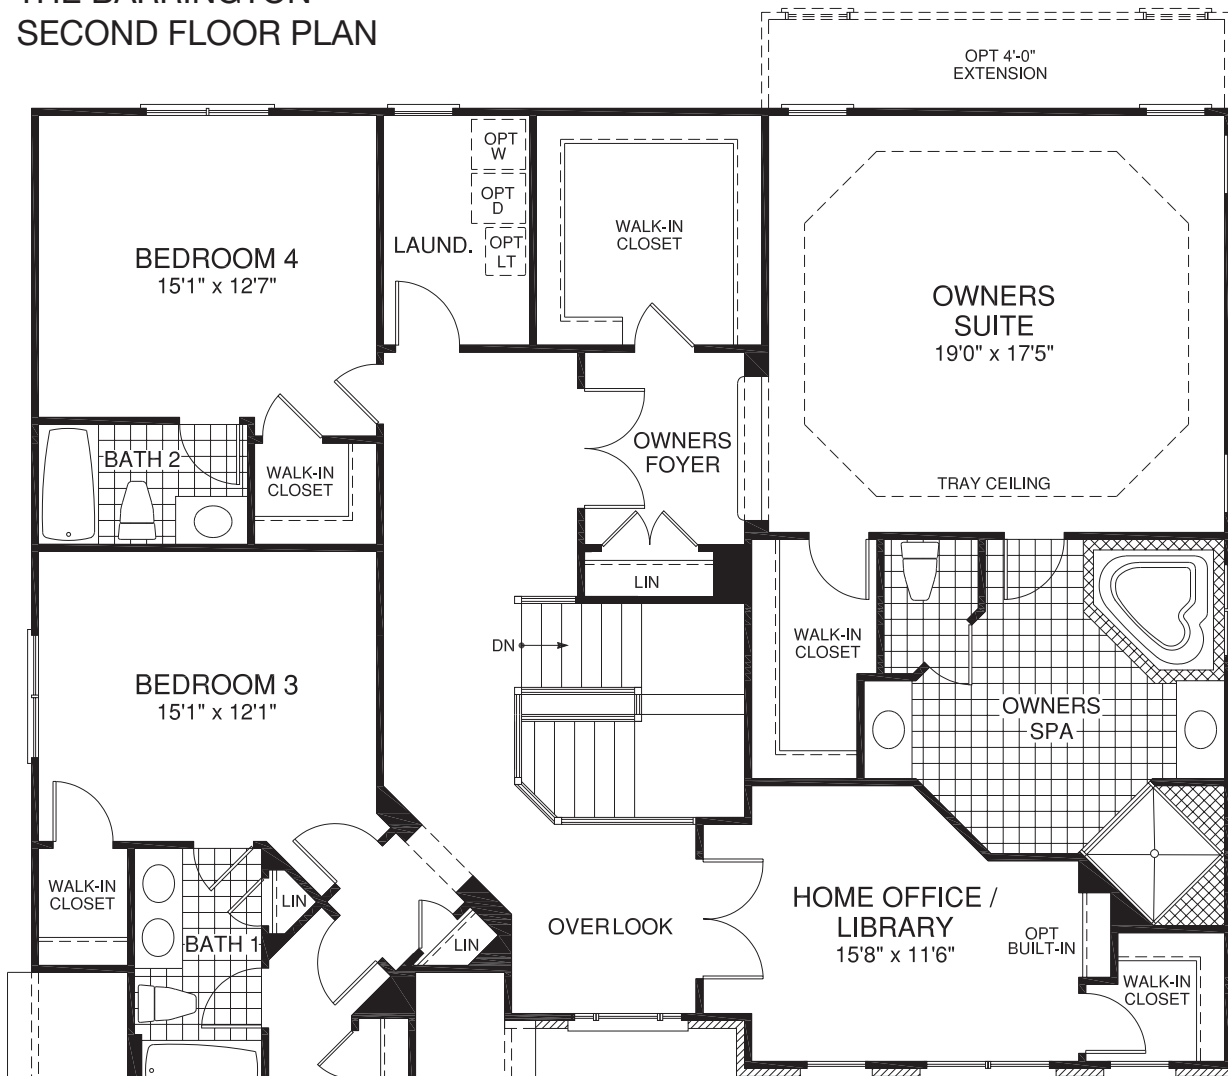 THE BARRINGTON
SECOND FLOOR PLAN
OPT 4'-0"
EXTENSION
OPT
W
OPT
D
OPT
LT
LAUND.
WALK-IN
CLOSET
BEDROOM 4
15'1" x 12'7"
OWNERS
SUITE
19'0" x 17'5"
TRAY CEILING
OWNERS
FOYER
BATH 2
WALK-IN
CLOSET
LIN
DN
WALK-IN
CLOSET
BEDROOM 3
15'1" x 12'1"
OWNERS
SPA
WALK-IN
CLOSET
LIN
BATH 1
LIN
OVERLOOK
HOME OFFICE /
LIBRARY
15'8" x 11'6"
OPT
BUILT-IN
WALK-IN
CLOSET